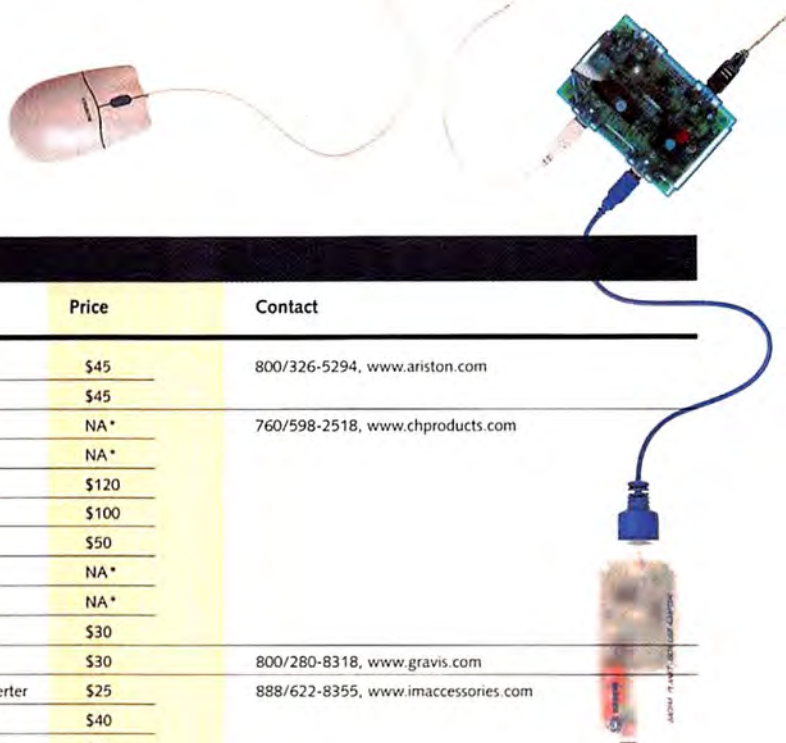 Price Contact
$45 800/326-5294, www.ariston.com
$45
NA* 760/598-2518, www.chproducts.com
NA*
$120
$100
$50
NA*
NA*
$30
$30 800/280-8318, www.gravis.com
erter $25 888/622-8355, www.imaccessories.com
$40